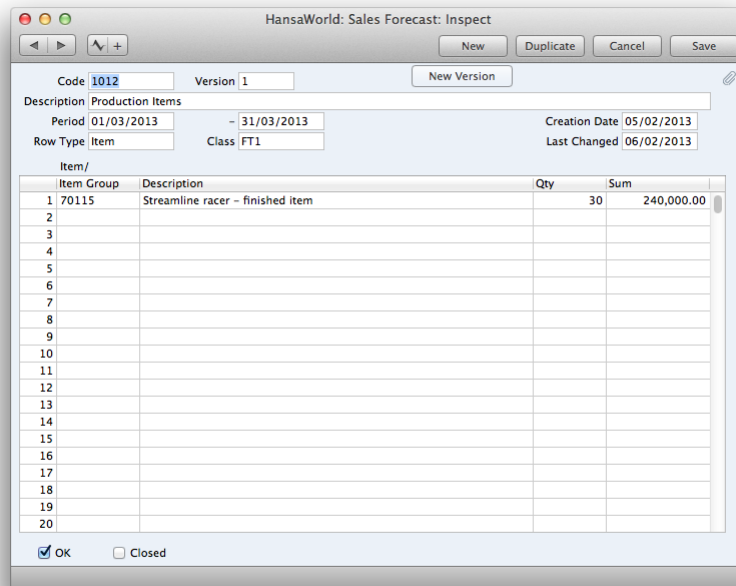 HansaWorld: Sales Forecast: Inspect
New Duplicate Cancel Save
Code 1012 Version 1 New Version
Description Production Items
Period 01/03/2013 - 31/03/2013 Creation Date 05/02/2013
Row Type Item Class FT1 Last Changed 06/02/2013
Item/
Item Group Description Qty Sum
1 70115 Streamline racer - finished item 30 240,000.00
2
3
4
5
6
7
8
9
10
11
12
13
14
15
16
17
18
19
20
OK Closed